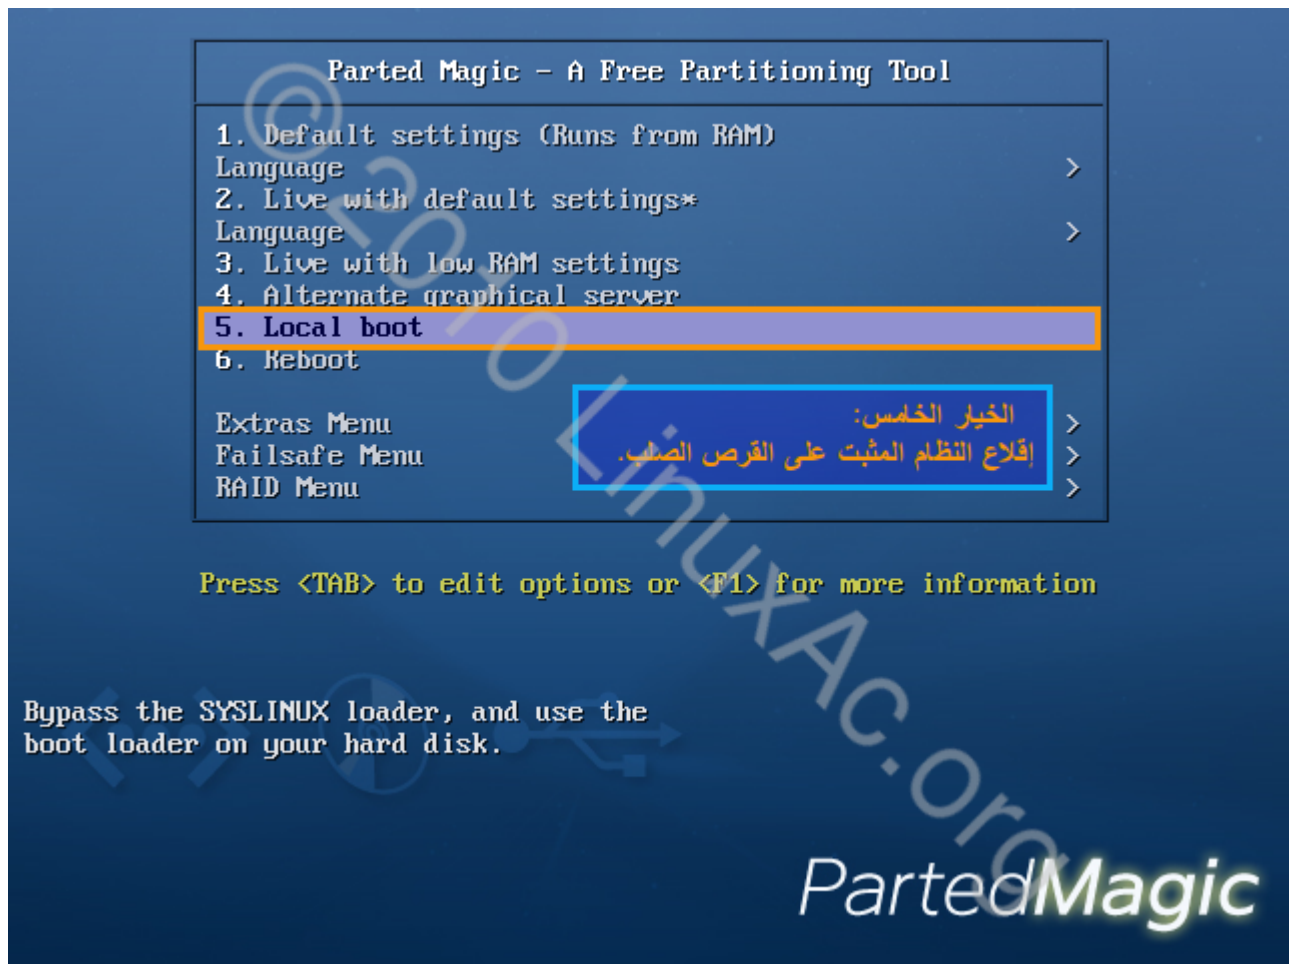 Parted Magic - A Free Partitioning Tool
1. Default settings (Runs from RAM)
Language >
2. Live with default settings*
Language >
3. Live with low RAM settings
4. Alternate graphical server
5. Local boot
6. Reboot
Extras Menu >
Failsafe Menu >
RAID Menu >
الخيار الخامس:
إقلاع النظام المثبت على القرص الصلب.
Press <TAB> to edit options or <F1> for more information
Bypass the SYSLINUX loader, and use the
boot loader on your hard disk.
PartedMagic
© 2010 LinuxAc.org